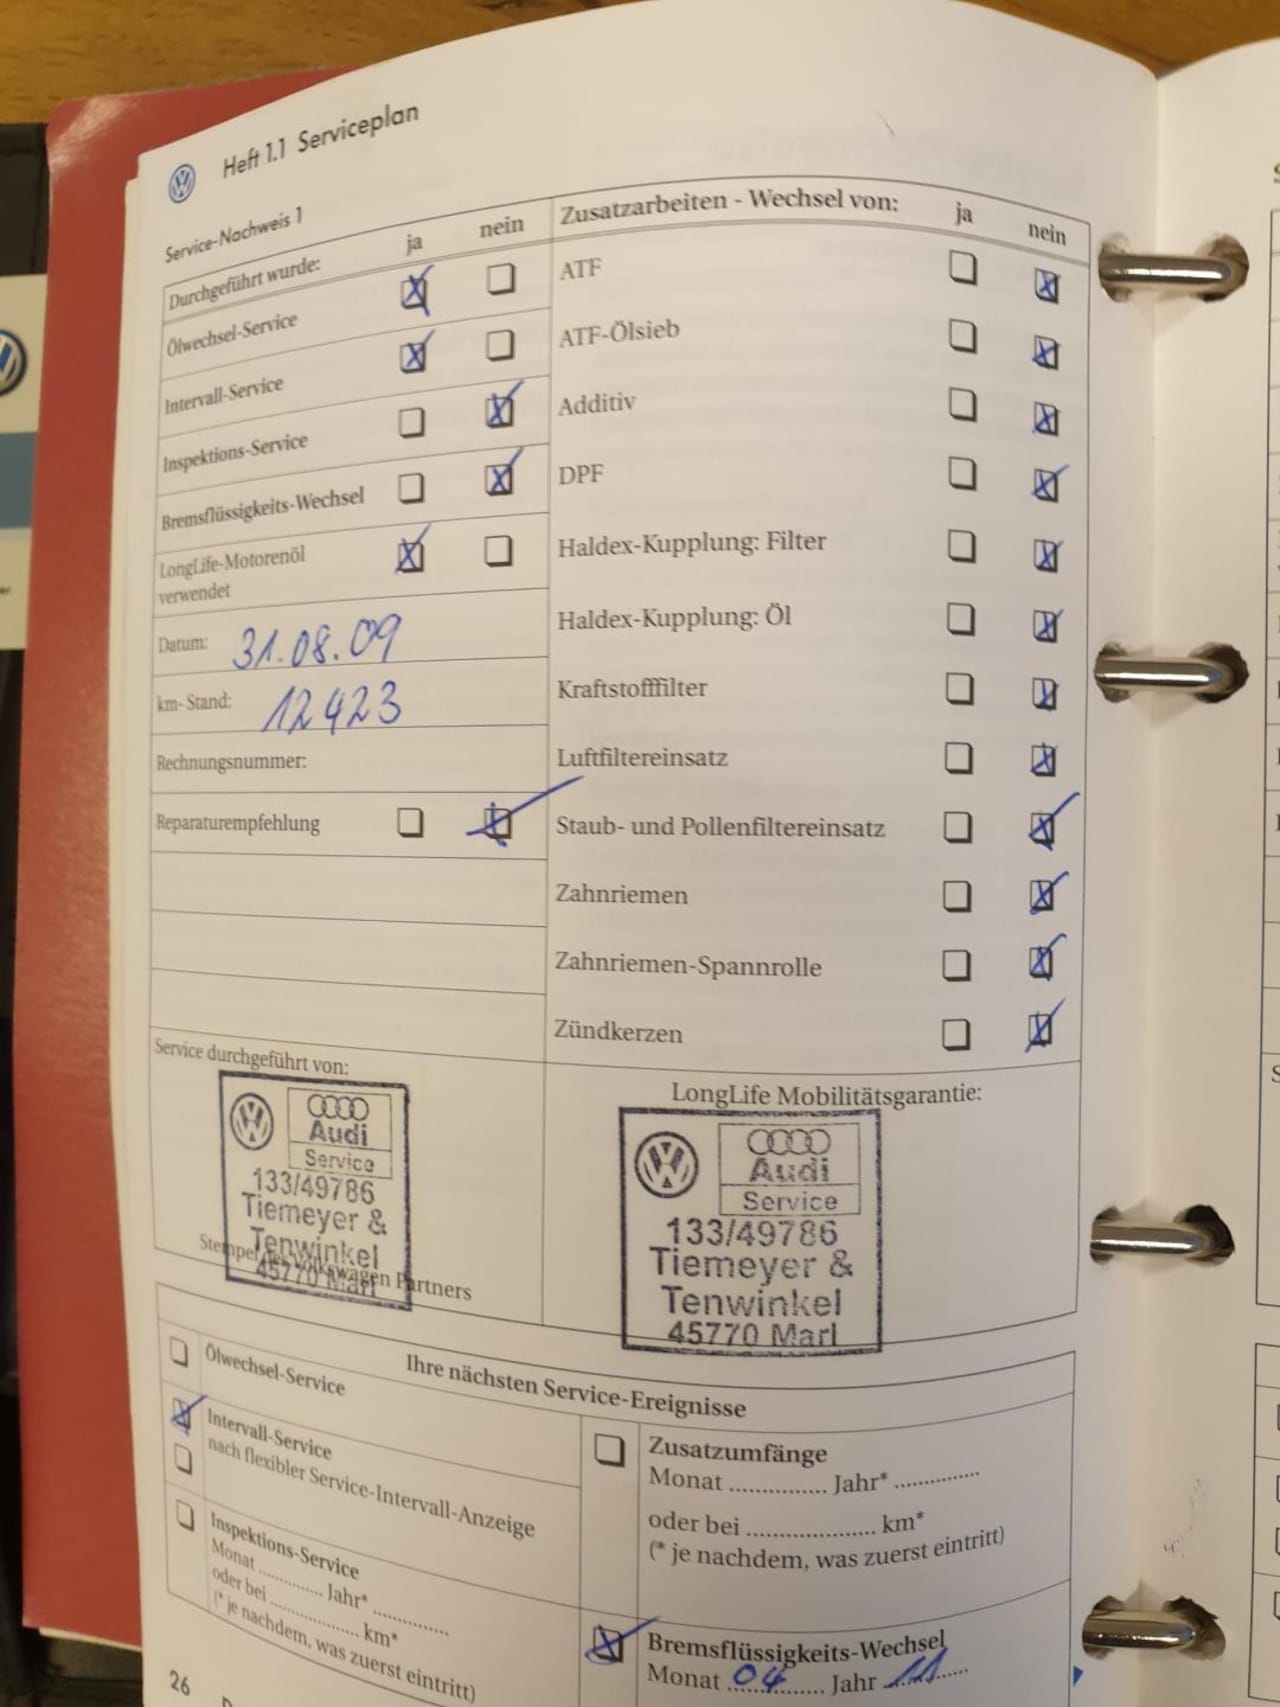 Heft 1.1 Serviceplan
Service-Nachweis 1
Durchgeführt wurde: ja nein
Ölwechsel-Service
Intervall-Service
Inspektions-Service
Bremsflüssigkeits-Wechsel
LongLife-Motorenöl
verwendet
Datum: 31.08.09
km-Stand: 12423
Rechnungsnummer:
Reparaturempfehlung
Zusatzarbeiten - Wechsel von: ja nein
ATF
ATF-Ölsieb
Additiv
DPF
Haldex-Kupplung: Filter
Haldex-Kupplung: Öl
Kraftstofffilter
Luftfiltereinsatz
Staub- und Pollenfiltereinsatz
Zahnriemen
Zahnriemen-Spannrolle
Zündkerzen
Service durchgeführt von:
Audi
Service
133/49786
Tiemeyer &
Tenwinkel
45770 Marl
Stempel des Volkswagen Partners
LongLife Mobilitätsgarantie:
Audi
Service
133/49786
Tiemeyer &
Tenwinkel
45770 Marl
Ihre nächsten Service-Ereignisse
Ölwechsel-Service
Intervall-Service
nach flexibler Service-Intervall-Anzeige
Inspektions-Service
Monat .............. Jahr* ................
oder bei ................... km*
(* je nachdem, was zuerst eintritt)
Zusatzumfänge
Monat ............... Jahr* ..............
oder bei .................... km*
(* je nachdem, was zuerst eintritt)
Bremsflüssigkeits-Wechsel
Monat 04 Jahr 11
26